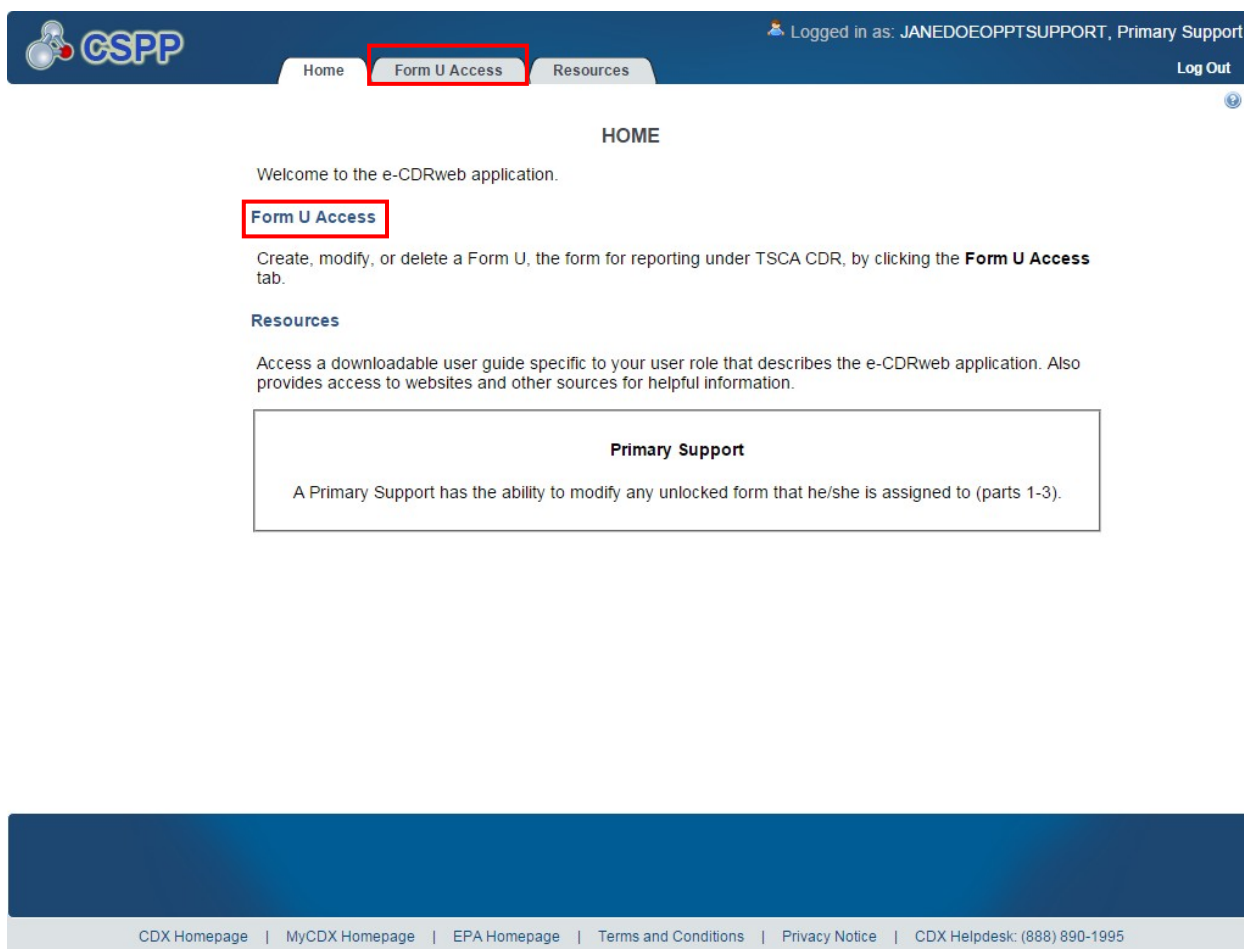 CSPP
Logged in as: JANEDOEOPPTSUPPORT, Primary Support
Home Form U Access Resources Log Out
HOME
Welcome to the e-CDRweb application.
Form U Access
Create, modify, or delete a Form U, the form for reporting under TSCA CDR, by clicking the Form U Access
tab.
Resources
Access a downloadable user guide specific to your user role that describes the e-CDRweb application. Also
provides access to websites and other sources for helpful information.
Primary Support
A Primary Support has the ability to modify any unlocked form that he/she is assigned to (parts 1-3).
CDX Homepage | MyCDX Homepage | EPA Homepage | Terms and Conditions | Privacy Notice | CDX Helpdesk: (888) 890-1995